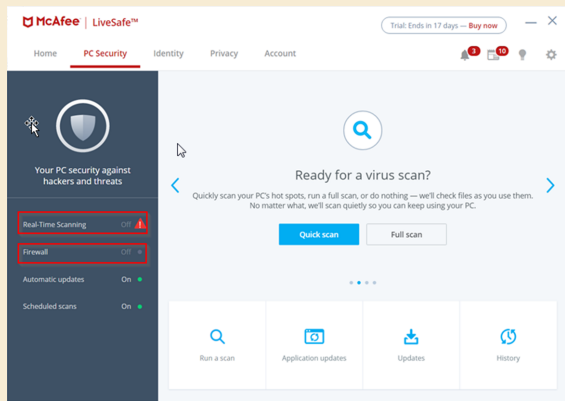 McAfee | LiveSafe™
Trial: Ends in 17 days — Buy now
Home PC Security Identity Privacy Account
3 10
Your PC security against
hackers and threats
Real-Time Scanning Off
Firewall Off
Automatic updates On
Scheduled scans On
Ready for a virus scan?
Quickly scan your PC's hot spots, run a full scan, or do nothing — we'll check files as you use them.
No matter what, we'll scan quietly so you can keep using your PC.
Quick scan Full scan
Run a scan Application updates Updates History